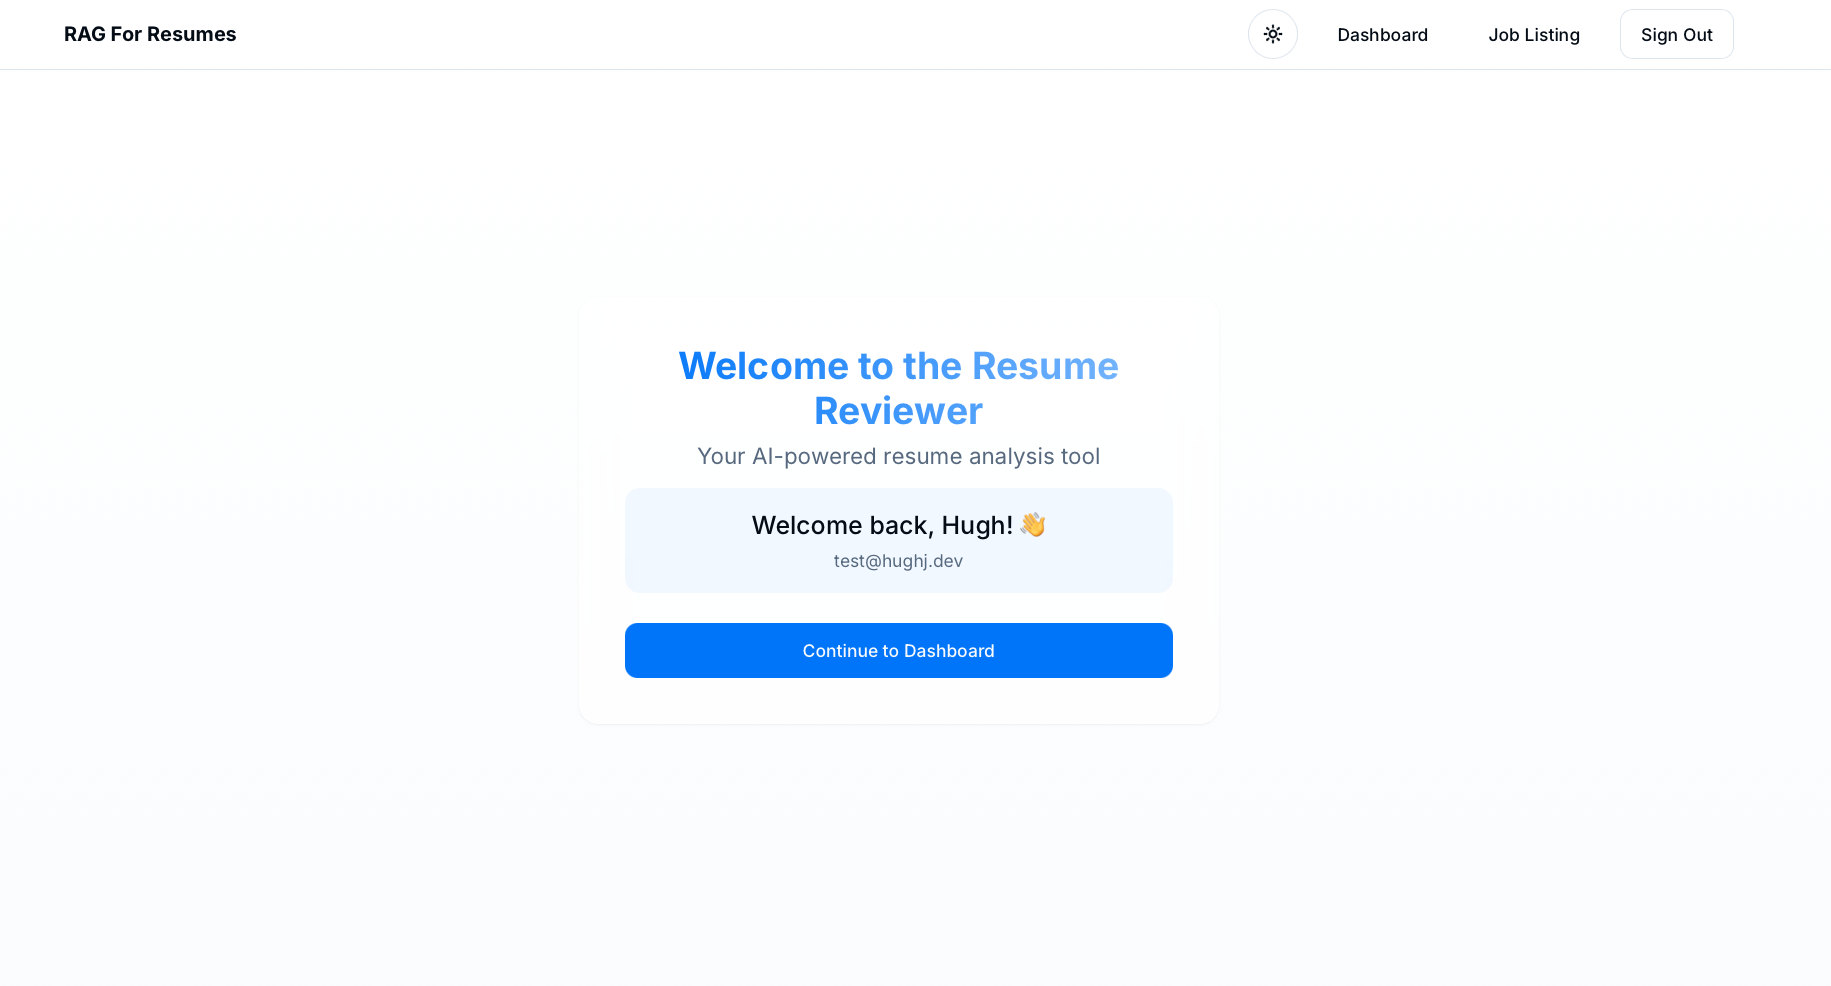 RAG For Resumes
Dashboard
Job Listing
Sign Out
Welcome to the Resume
Reviewer
Your AI-powered resume analysis tool
Welcome back, Hugh! 👋
test@hughj.dev
Continue to Dashboard